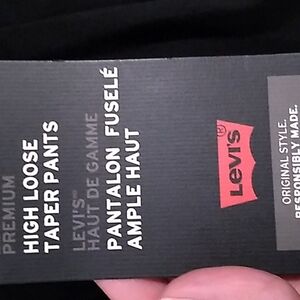 PREMIUM
HIGH LOOSE
TAPER PANTS
LEVI'S®
HAUT DE GAMME
PANTALON FUSELÉ
AMPLE HAUT
Levi's®
ORIGINAL STYLE.
RESPONSIBLY MADE.